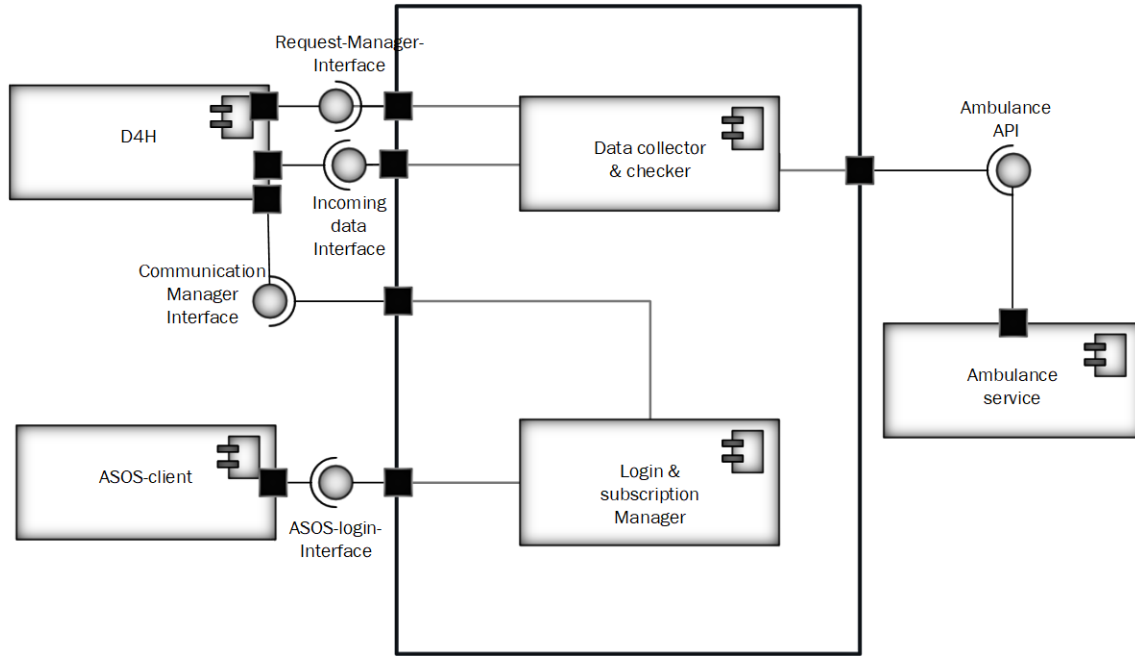 Request-Manager-
Interface
D4H
Data collector
& checker
Ambulance
API
Incoming
data
Interface
Communication
Manager
Interface
Ambulance
service
ASOS-client
Login &
subscription
Manager
ASOS-login-
Interface